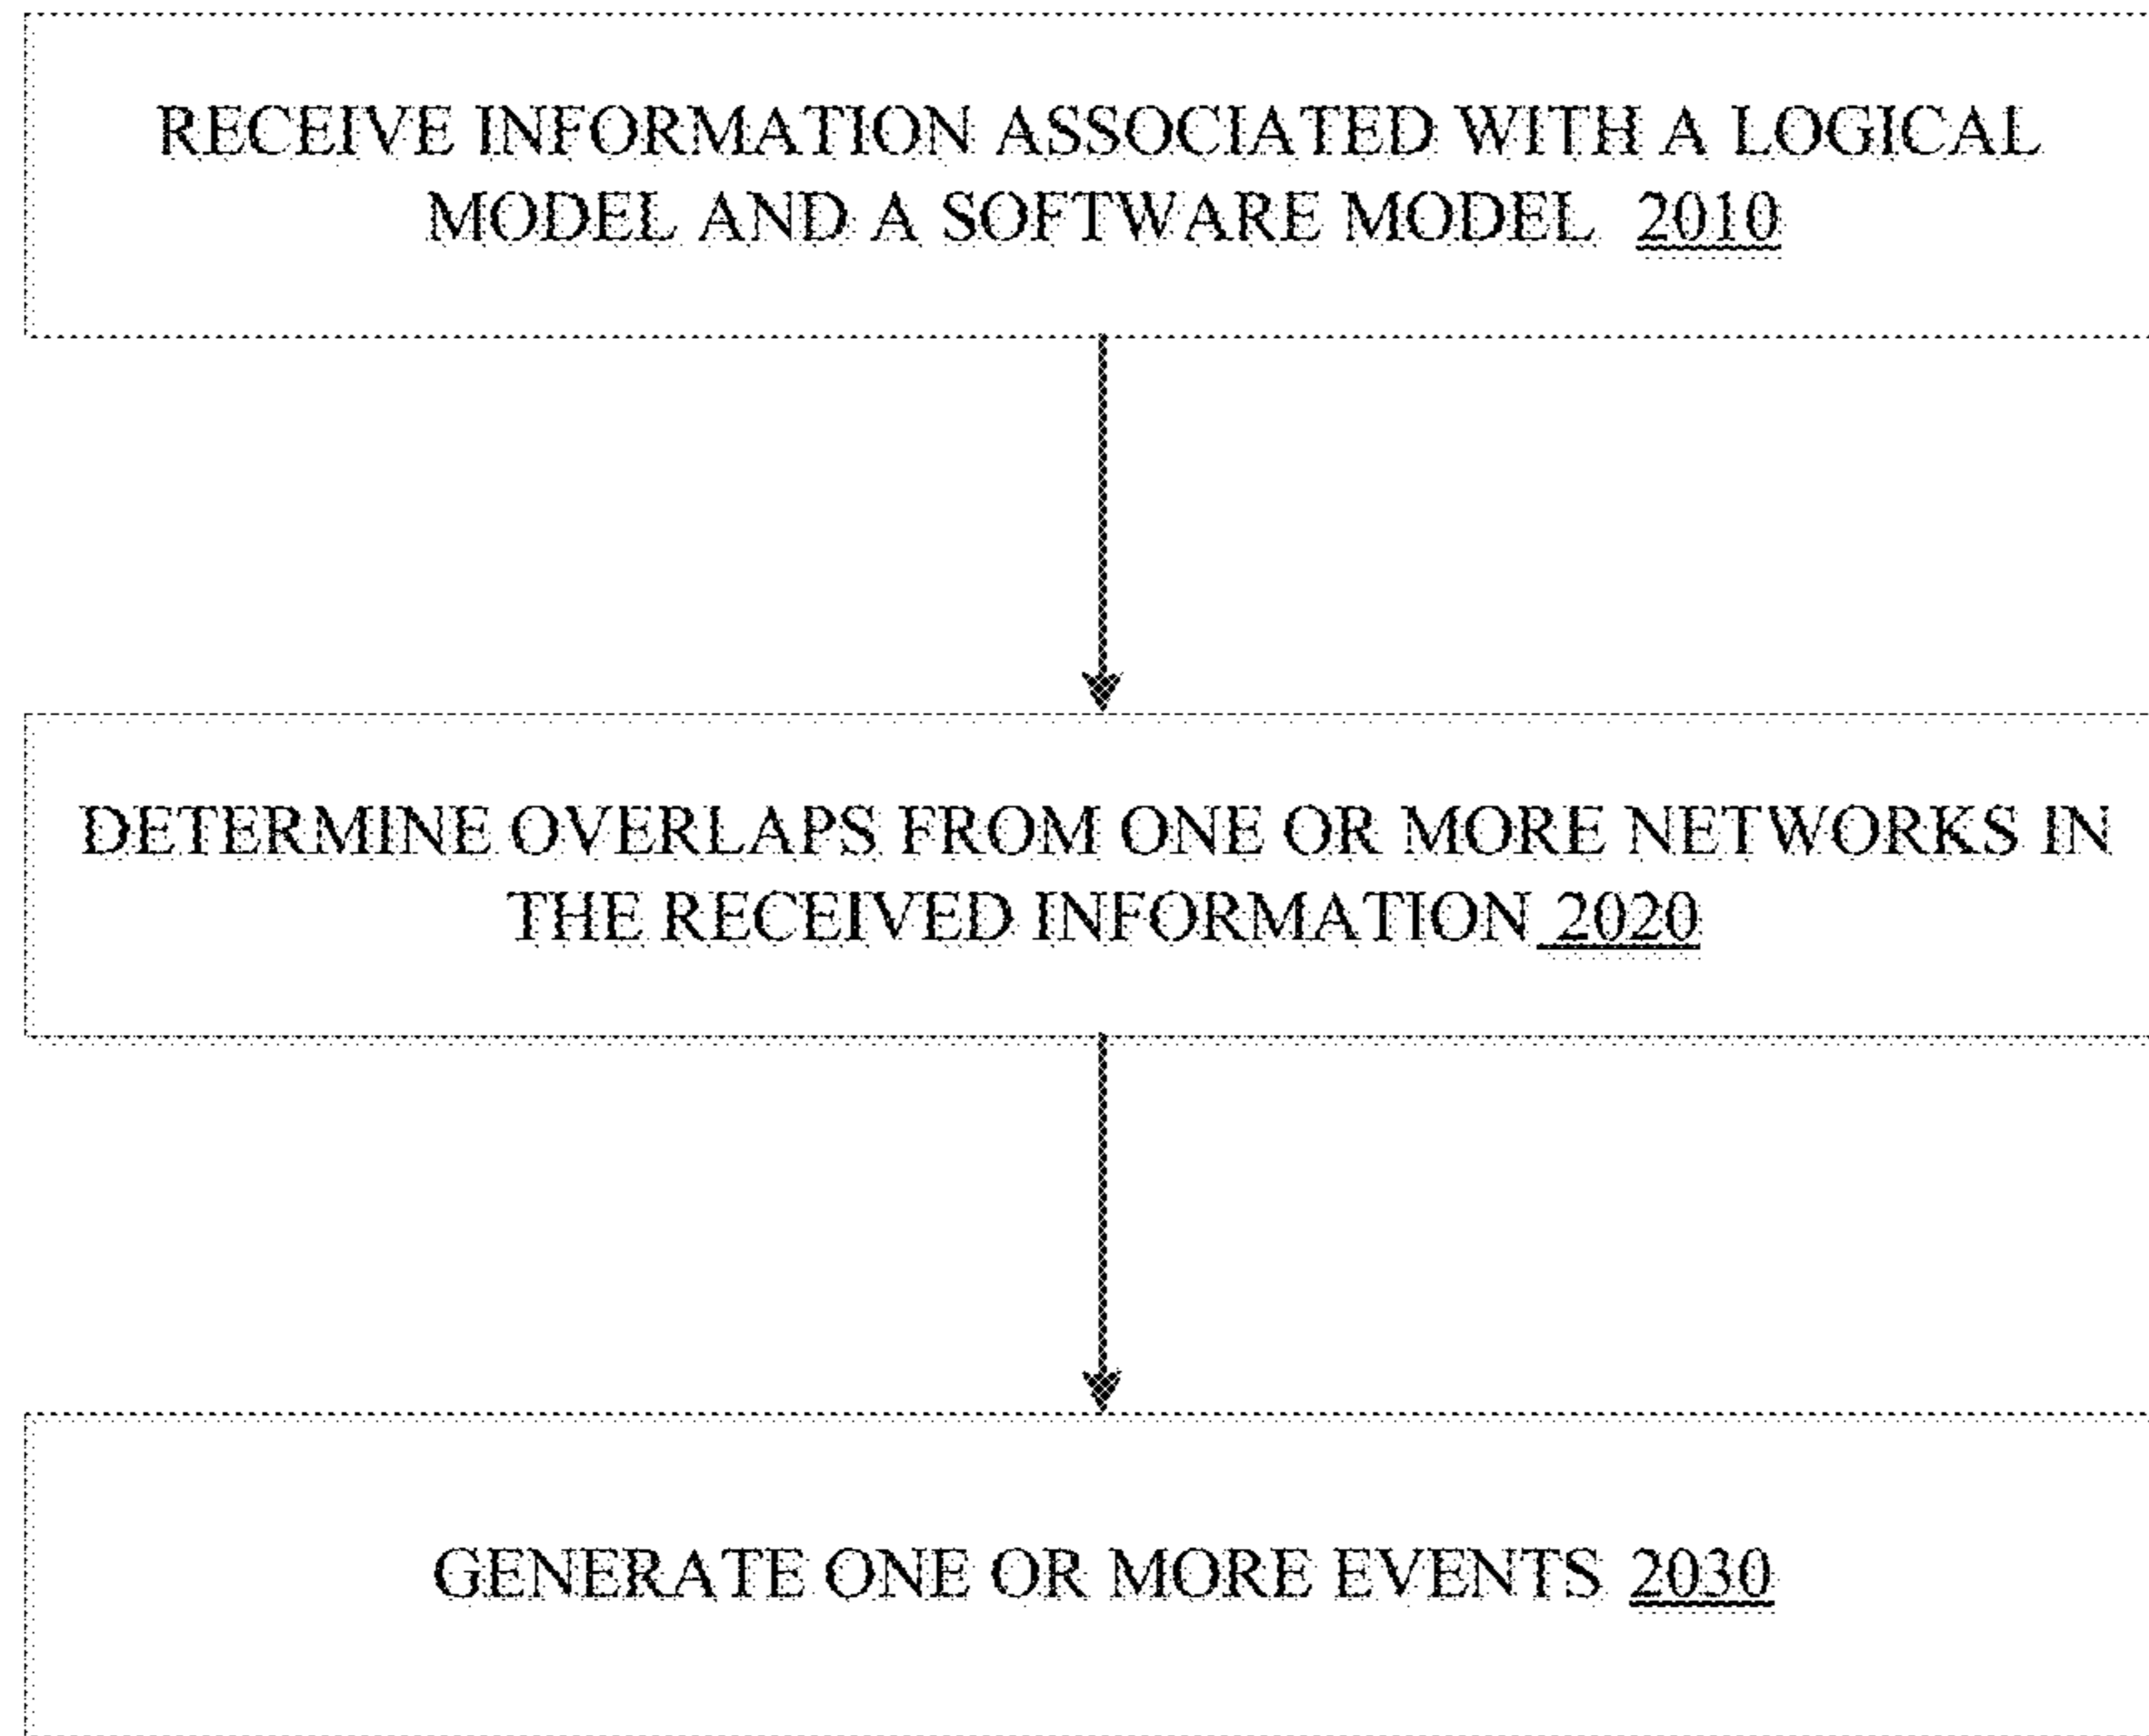 RECEIVE INFORMATION ASSOCIATED WITH A LOGICAL
MODEL AND A SOFTWARE MODEL 2010
DETERMINE OVERLAPS FROM ONE OR MORE NETWORKS IN
THE RECEIVED INFORMATION 2020
GENERATE ONE OR MORE EVENTS 2030